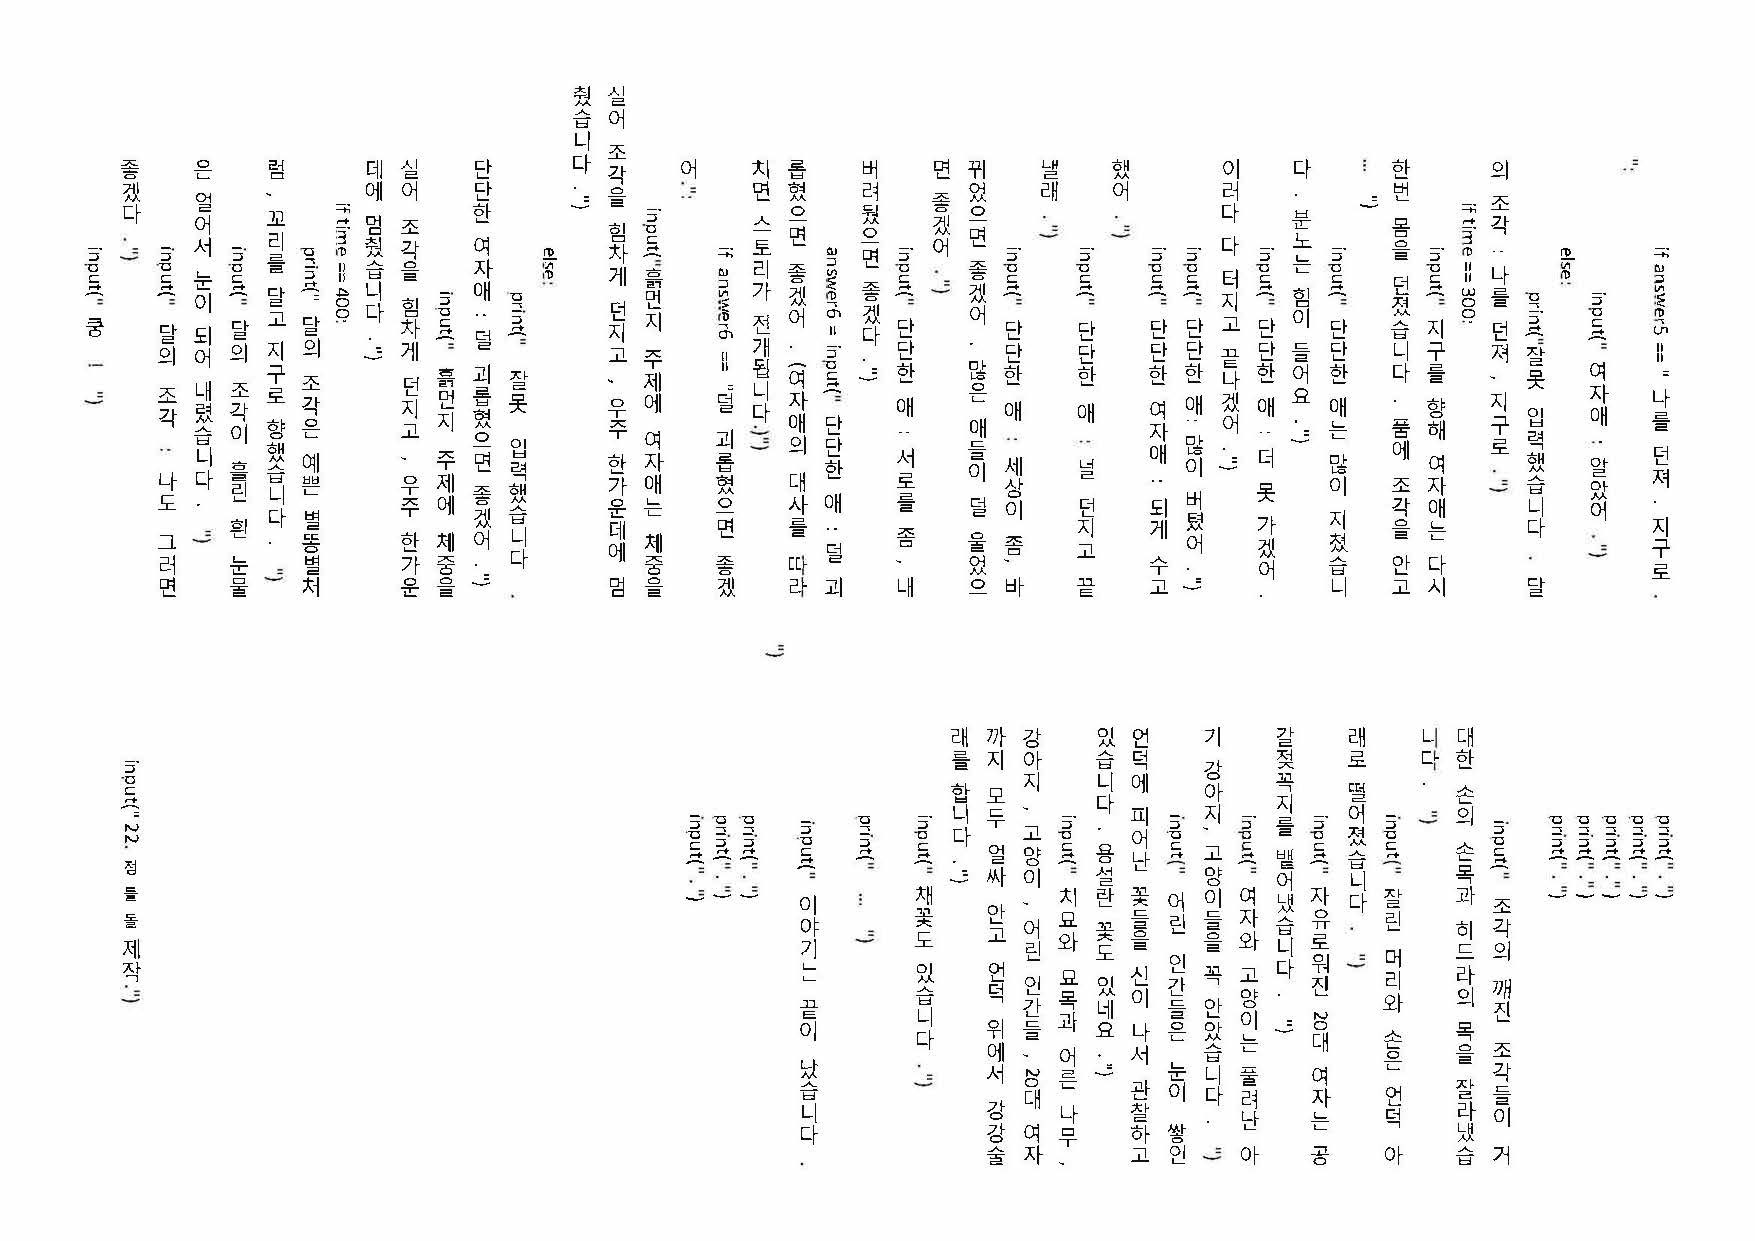 if answer5 == "나를 던져. 지구로.
":
input(" 여자애 : 알았어.")
else:
print("잘못 입력했습니다. 달
의 조각 : 나를 던져, 지구로.")
if time == 300:
input(" 지구를 향해 여자애는 다시
한번 몸을 던졌습니다. 품에 조각을 안고
…")
input(" 단단한 애는 많이 지쳤습니
다. 분노는 힘이 들어요.")
input(" 단단한 애 : 더 못 가겠어.
이러다 다 터지고 끝나겠어.")
input(" 단단한 애 : 많이 버텼어.")
input(" 단단한 여자애 : 되게 수고
했어.")
input(" 단단한 애 : 널 던지고 끝
낼래.")
input(" 단단한 애 : 세상이 좀, 바
뀌었으면 좋겠어. 많은 애들이 덜 울었으
면 좋겠어.")
input(" 단단한 애 : 서로를 좀, 내
버려뒀으면 좋겠다.")
answer6 = input(" 단단한 애 : 덜 괴
롭혔으면 좋겠어. (여자애의 대사를 따라
치면 스토리가 전개됩니다.)")
if answer6 == "덜 괴롭혔으면 좋겠
어":
input("흙먼지 주제에 여자애는 체중을
실어 조각을 힘차게 던지고, 우주 한가운데에 멈
췄습니다.")
else:
print(" 잘못 입력했습니다.
단단한 여자애 : 덜 괴롭혔으면 좋겠어.")
input(" 흙먼지 주제에 체중을
실어 조각을 힘차게 던지고, 우주 한가운
데에 멈췄습니다.")
if time == 400:
print(" 달의 조각은 예쁜 별똥별처
럼, 꼬리를 달고 지구로 향했습니다.")
input(" 달의 조각이 흘린 흰 눈물
은 얼어서 눈이 되어 내렸습니다.")
input(" 달의 조각 : 나도 그러면
좋겠다.")
input(" 쿵 — ")
")
print(".")
print(".")
print(".")
print(".")
print(".")
input(" 조각의 깨진 조각들이 거
대한 손의 손목과 히드라의 목을 잘라냈습
니다.")
input(" 잘린 머리와 손은 언덕 아
래로 떨어졌습니다.")
input(" 자유로워진 20대 여자는 공
갈젖꼭지를 뱉어냈습니다.")
input(" 여자와 고양이는 풀려난 아
기 강아지, 고양이들을 꼭 안았습니다.")
input(" 어린 인간들은 눈이 쌓인
언덕에 피어난 꽃들을 신이 나서 관찰하고
있습니다. 용설란 꽃도 있네요.")
input(" 처묘와 묘목과 어른 나무,
강아지, 고양이, 어린 인간들, 20대 여자
까지 모두 얼싸 안고 언덕 위에서 강강술
래를 합니다.")
input(" 채꽃도 있습니다.")
print(" … ")
input(" 이야기는 끝이 났습니다.
print(".")
print(".")
input(".")
input(" 22. 정 를 돌 제작.")